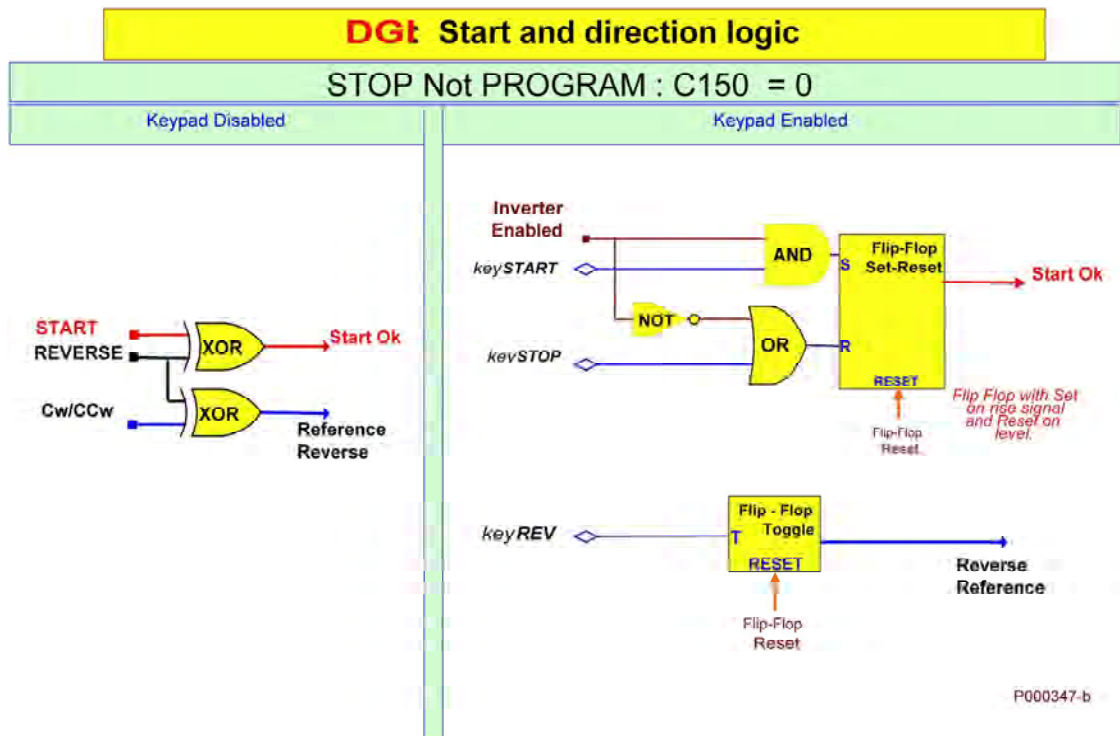 DGI: Start and direction logic
STOP Not PROGRAM : C150 = 0
Keypad Disabled
Keypad Enabled
START
REVERSE
XOR
Start Ok
Cw/CCw
XOR
Reference
Reverse
Inverter
Enabled
keySTART
AND
Flip-Flop
Set-Reset
S
Start Ok
NOT
OR
keySTOP
R
RESET
Flip-Flop
Reset
Flip Flop with Set
on rise signal
and Reset on
level.
keyREV
Flip - Flop
Toggle
T
RESET
Reverse
Reference
Flip-Flop
Reset
P000347-b